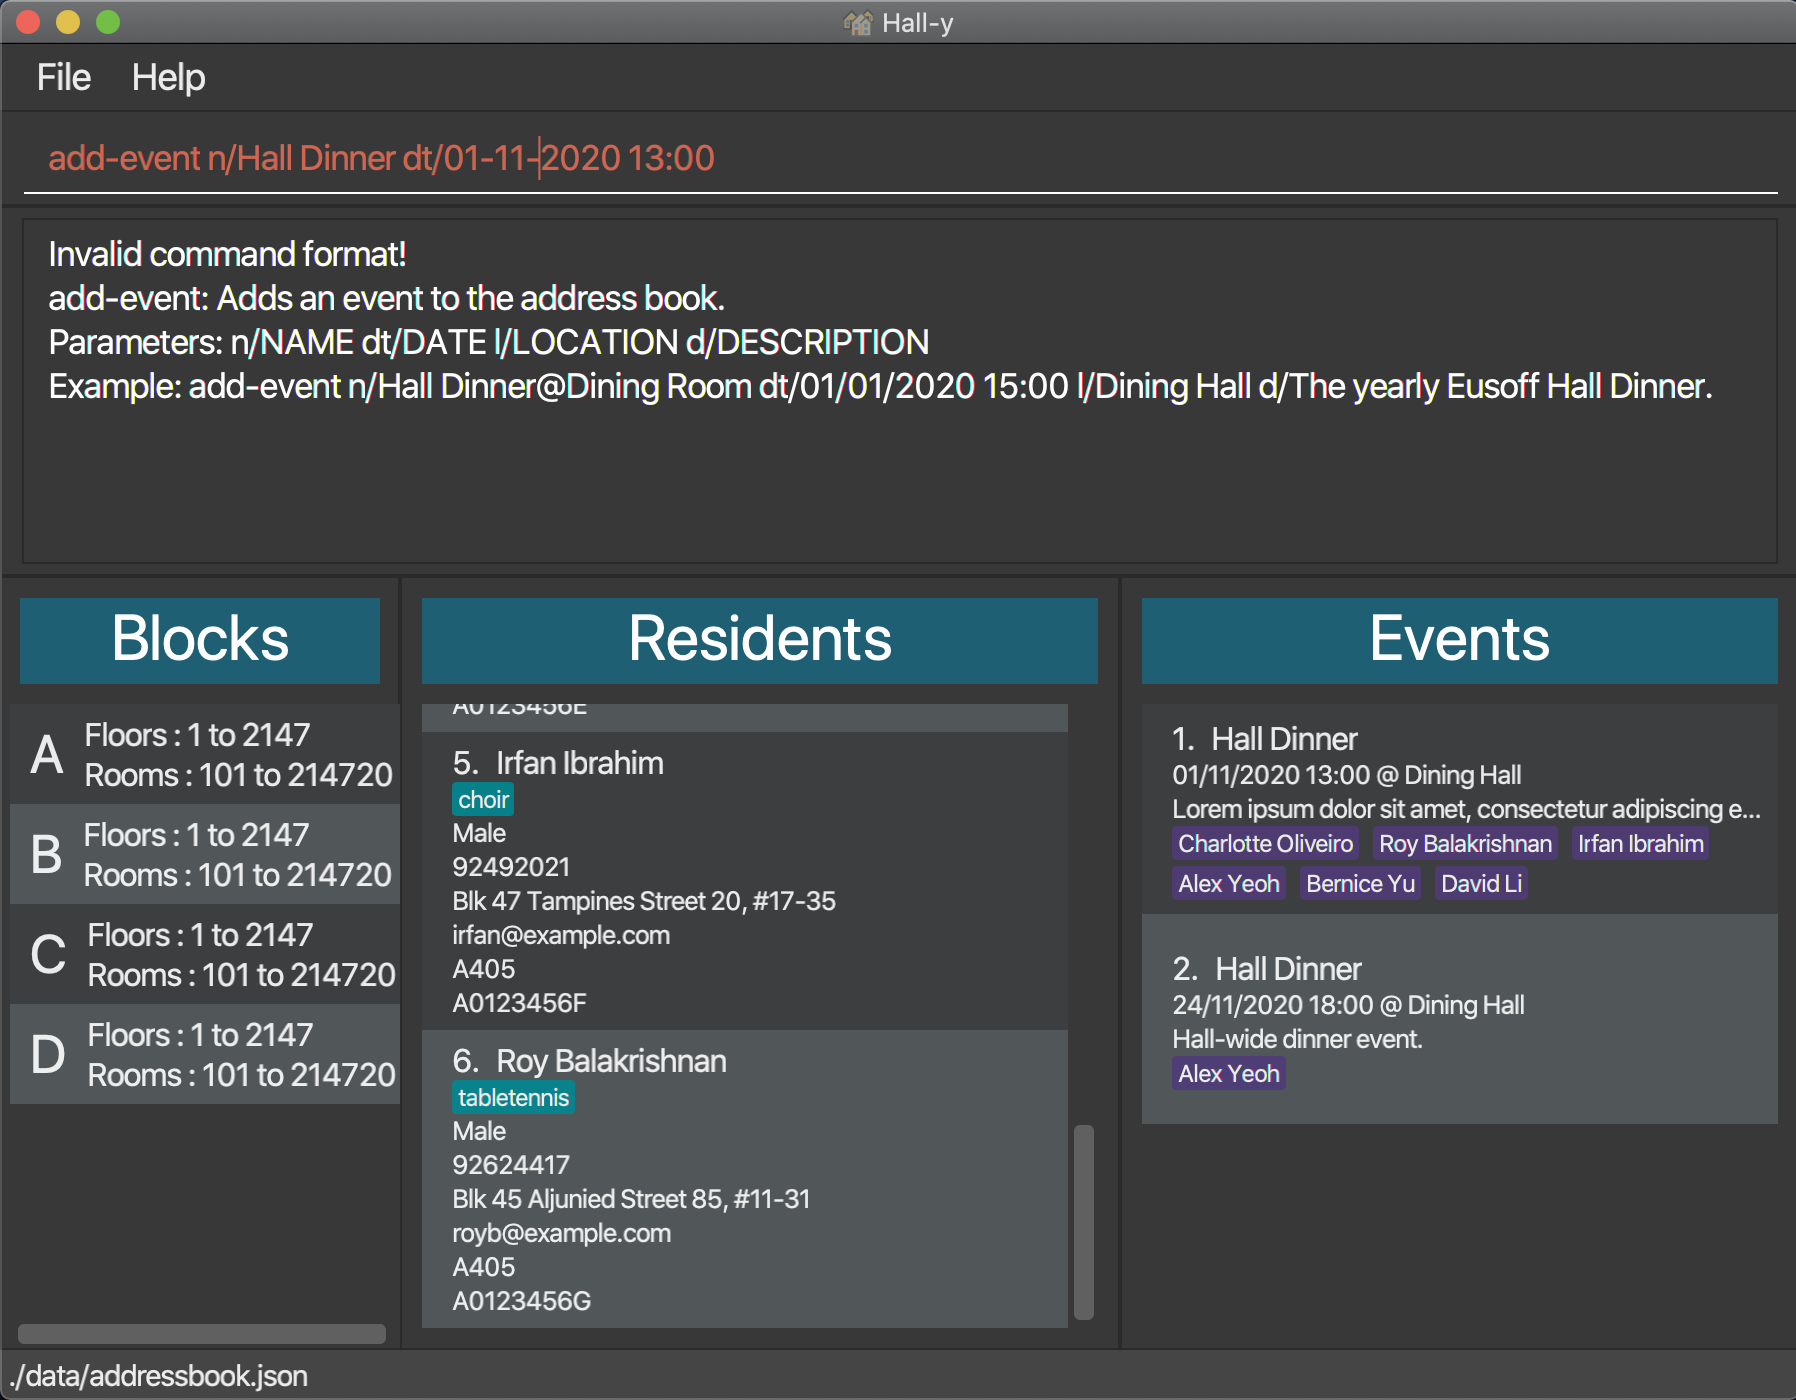 Hall-y
File Help
add-event n/Hall Dinner dt/01-11-2020 13:00
Invalid command format!
add-event: Adds an event to the address book.
Parameters: n/NAME dt/DATE l/LOCATION d/DESCRIPTION
Example: add-event n/Hall Dinner@Dining Room dt/01/01/2020 15:00 l/Dining Hall d/The yearly Eusoff Hall Dinner.
Blocks
A
Floors : 1 to 2147
Rooms : 101 to 214720
B
Floors : 1 to 2147
Rooms : 101 to 214720
C
Floors : 1 to 2147
Rooms : 101 to 214720
D
Floors : 1 to 2147
Rooms : 101 to 214720
Residents
A0123456E
5. Irfan Ibrahim
choir
Male
92492021
Blk 47 Tampines Street 20, #17-35
irfan@example.com
A405
A0123456F
6. Roy Balakrishnan
tabletennis
Male
92624417
Blk 45 Aljunied Street 85, #11-31
royb@example.com
A405
A0123456G
Events
1. Hall Dinner
01/11/2020 13:00 @ Dining Hall
Lorem ipsum dolor sit amet, consectetur adipiscing e...
Charlotte Oliveiro Roy Balakrishnan Irfan Ibrahim
Alex Yeoh Bernice Yu David Li
2. Hall Dinner
24/11/2020 18:00 @ Dining Hall
Hall-wide dinner event.
Alex Yeoh
./data/addressbook.json